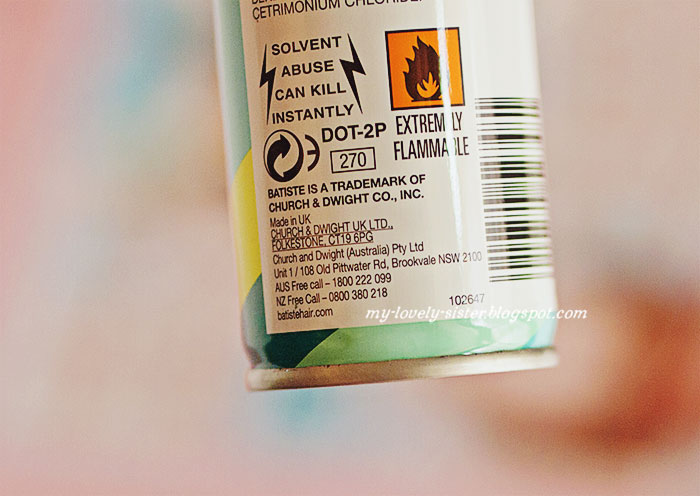 ÇETRIMONIUM CHLORIDE
SOLVENT
ABUSE
CAN KILL
INSTANTLY
EXTREMELY
FLAMMABLE
DOT-2P
270
BATISTE IS A TRADEMARK OF
CHURCH & DWIGHT CO., INC.
Made in UK
CHURCH & DWIGHT UK LTD.,
FOLKESTONE, CT19 6PG
Church and Dwight (Australia) Pty Ltd
Unit 1 / 108 Old Pittwater Rd, Brookvale NSW 2100
AUS Free call – 1800 222 099
NZ Free Call – 0800 380 218
batistehair.com
102647
my-lovely-sister.blogspot.com